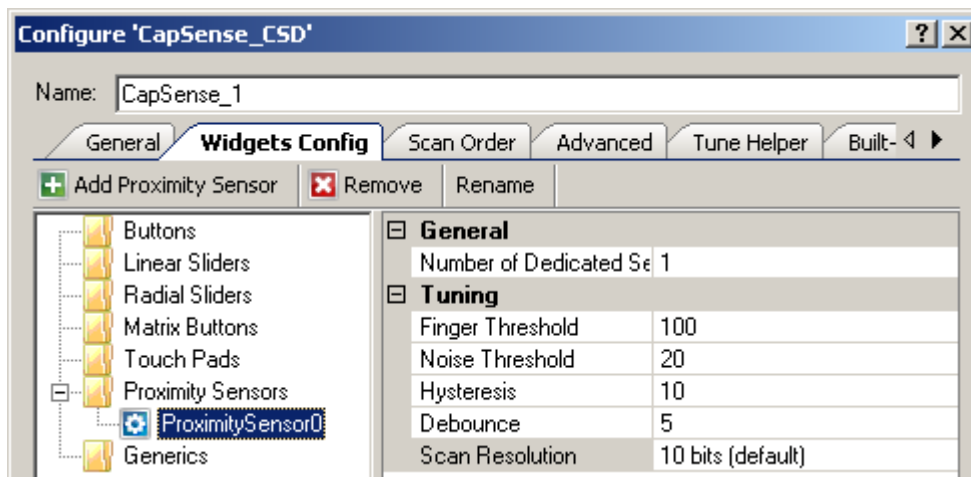 Configure 'CapSense_CSD'
Name: CapSense_1
General Widgets Config Scan Order Advanced Tune Helper Built-
Add Proximity Sensor Remove Rename
Buttons
Linear Sliders
Radial Sliders
Matrix Buttons
Touch Pads
Proximity Sensors
ProximitySensor0
Generics
General
Number of Dedicated Se 1
Tuning
Finger Threshold 100
Noise Threshold 20
Hysteresis 10
Debounce 5
Scan Resolution 10 bits (default)